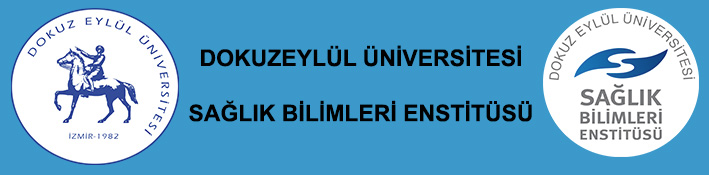 DOKUZ EYLÜL ÜNİVERSİTESİ
İZMİR-1982
DOKUZEYLÜL ÜNİVERSİTESİ
SAĞLIK BİLİMLERİ ENSTİTÜSÜ
DOKUZ EYLÜL ÜNİVERSİTESİ
SAĞLIK
BİLİMLERİ
ENSTİTÜSÜ